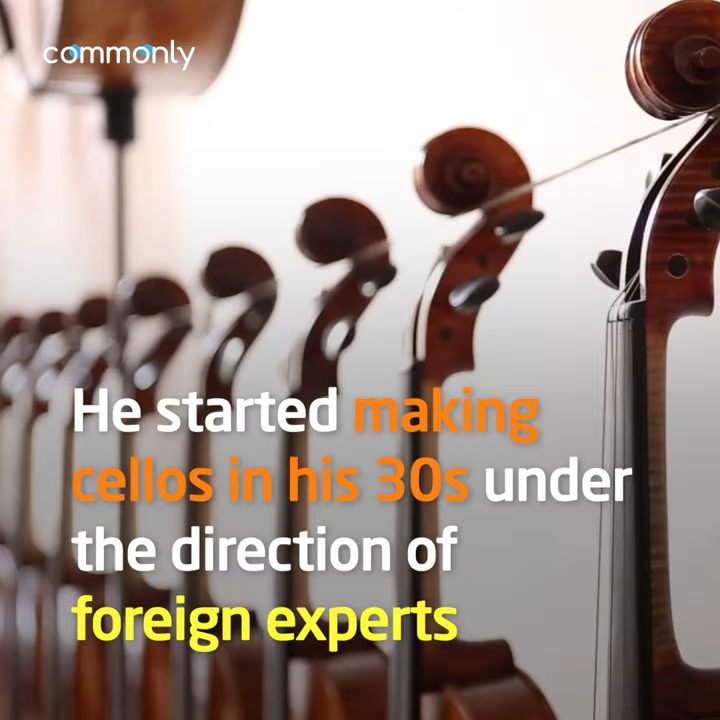 commonly
He started making
cellos in his 30s under
the direction of
foreign experts